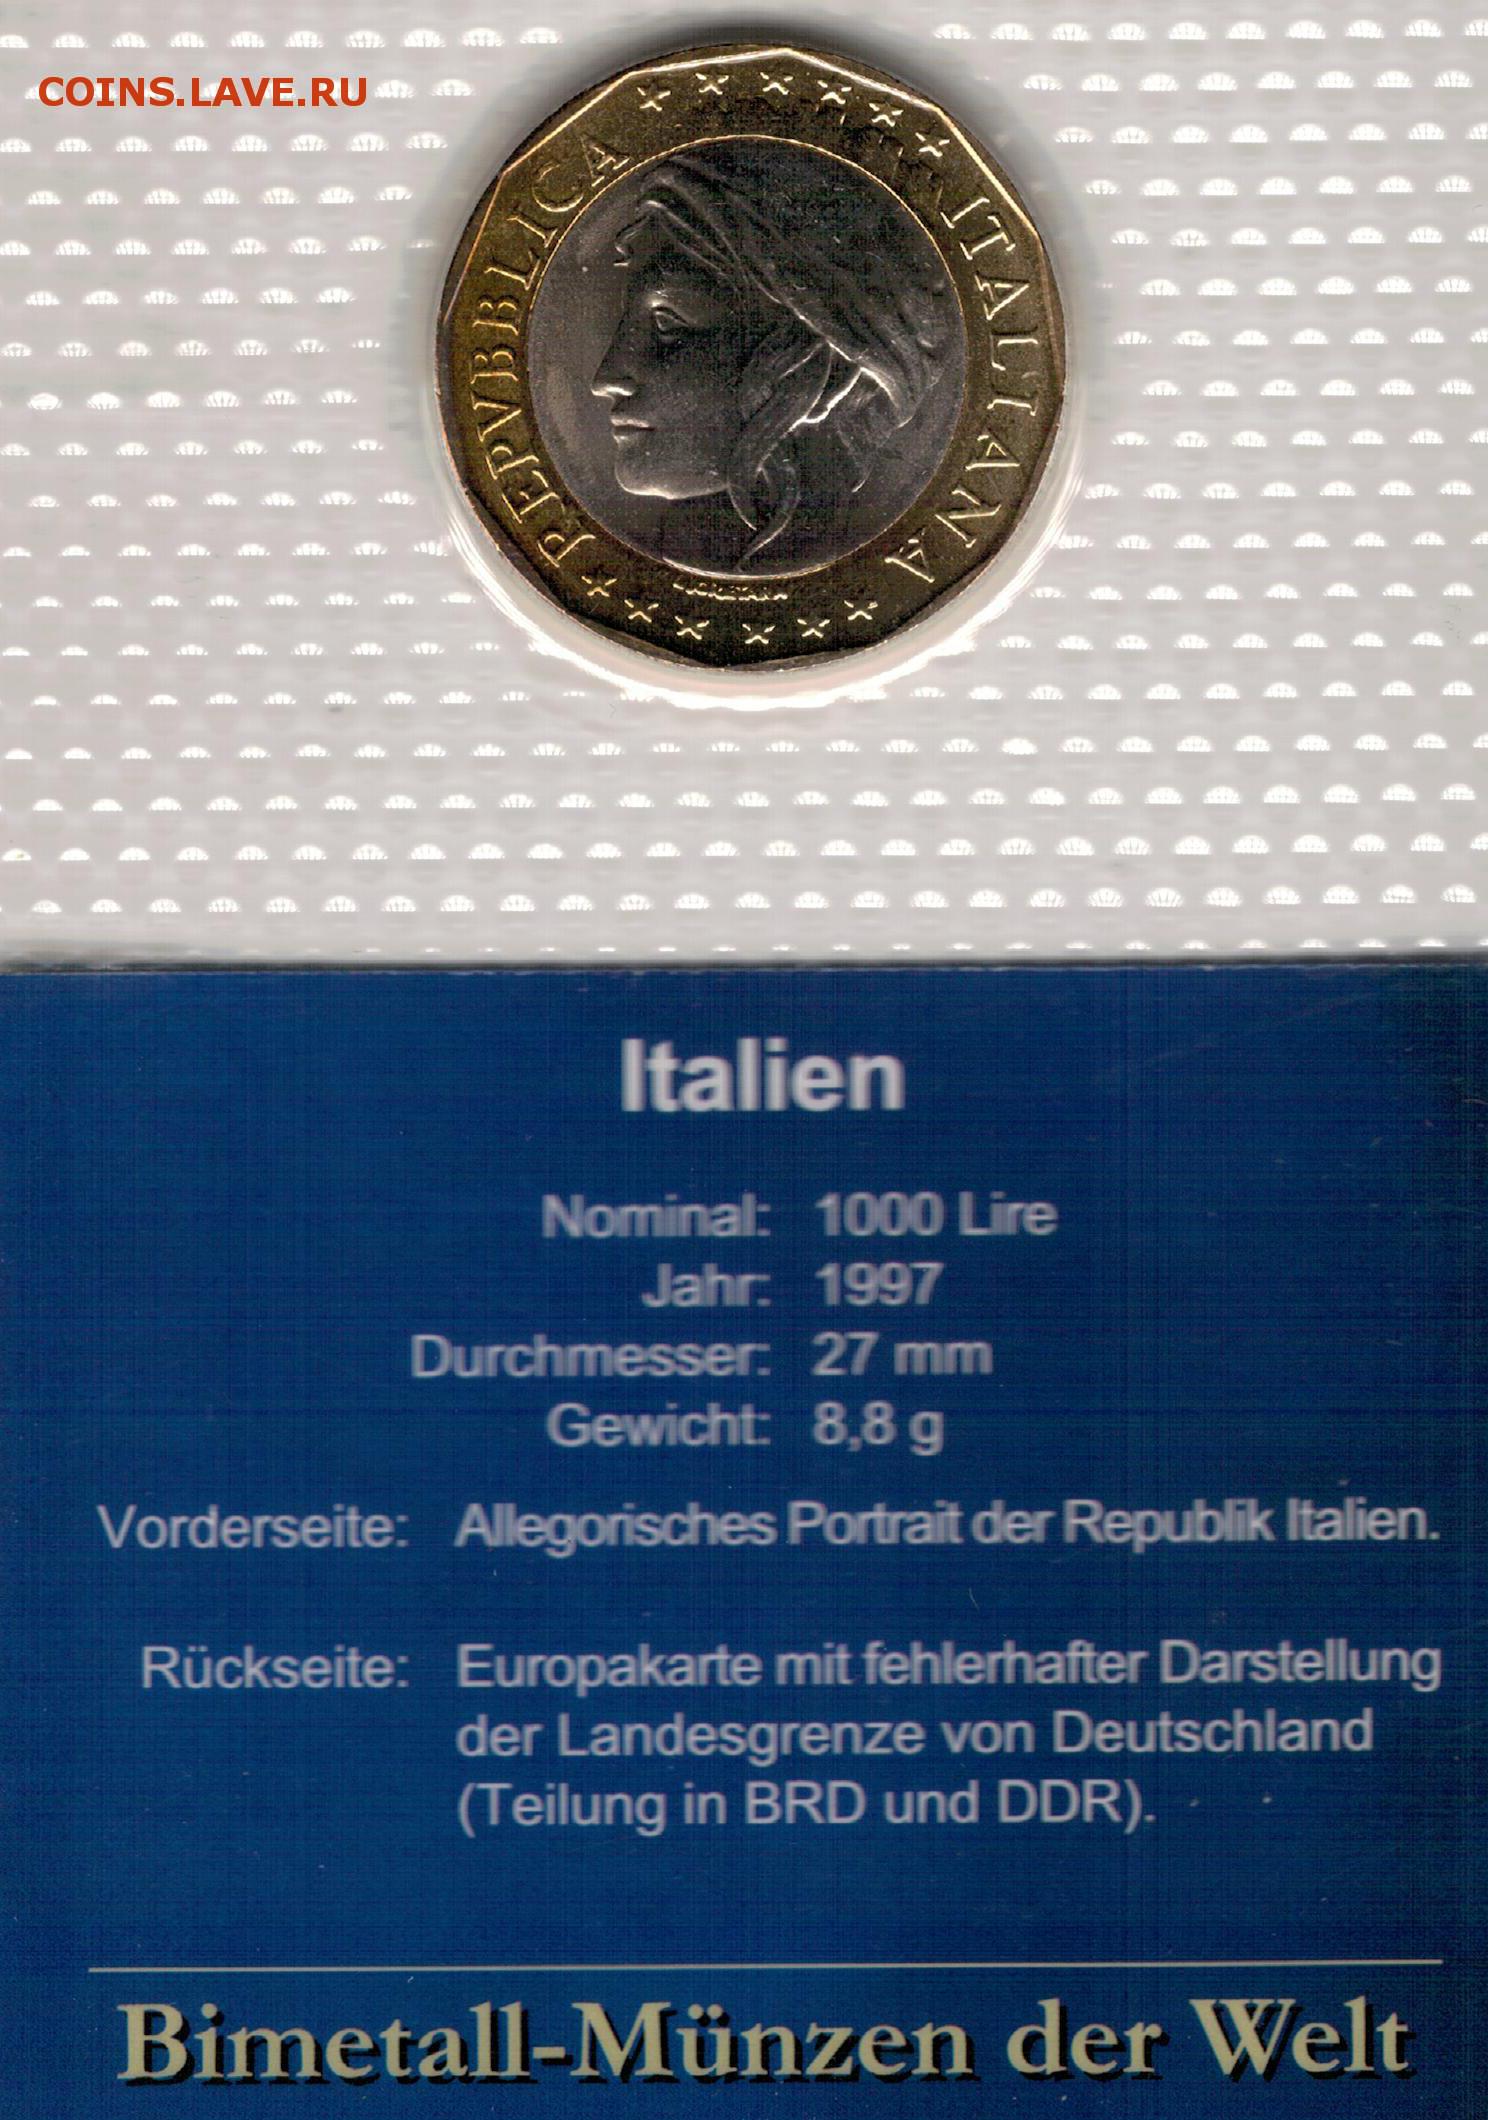 COINS.LAVE.RU
REPVBBLICA ITALIANA
Italien
Nominal: 1000 Lire
Jahr: 1997
Durchmesser: 27 mm
Gewicht: 8,8 g
Vorderseite: Allegorisches Portrait der Republik Italien.
Rückseite: Europakarte mit fehlerhafter Darstellung
der Landesgrenze von Deutschland
(Teilung in BRD und DDR).
Bimetall-Münzen der Welt